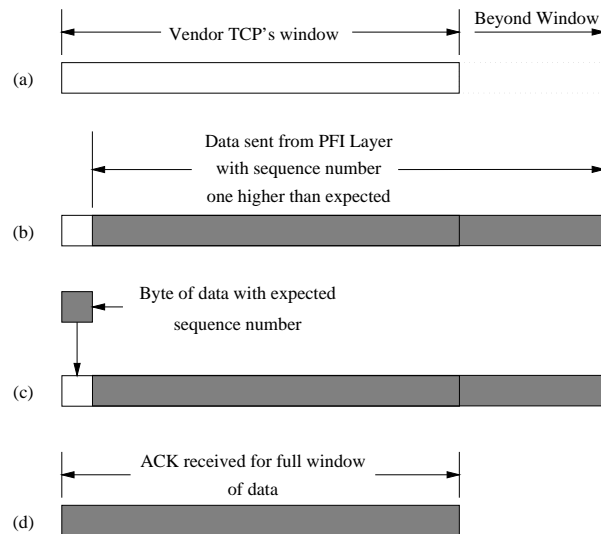 Beyond Window
Vendor TCP's window
(a)
Data sent from PFI Layer
with sequence number
one higher than expected
(b)
Byte of data with expected
sequence number
(c)
ACK received for full window
of data
(d)